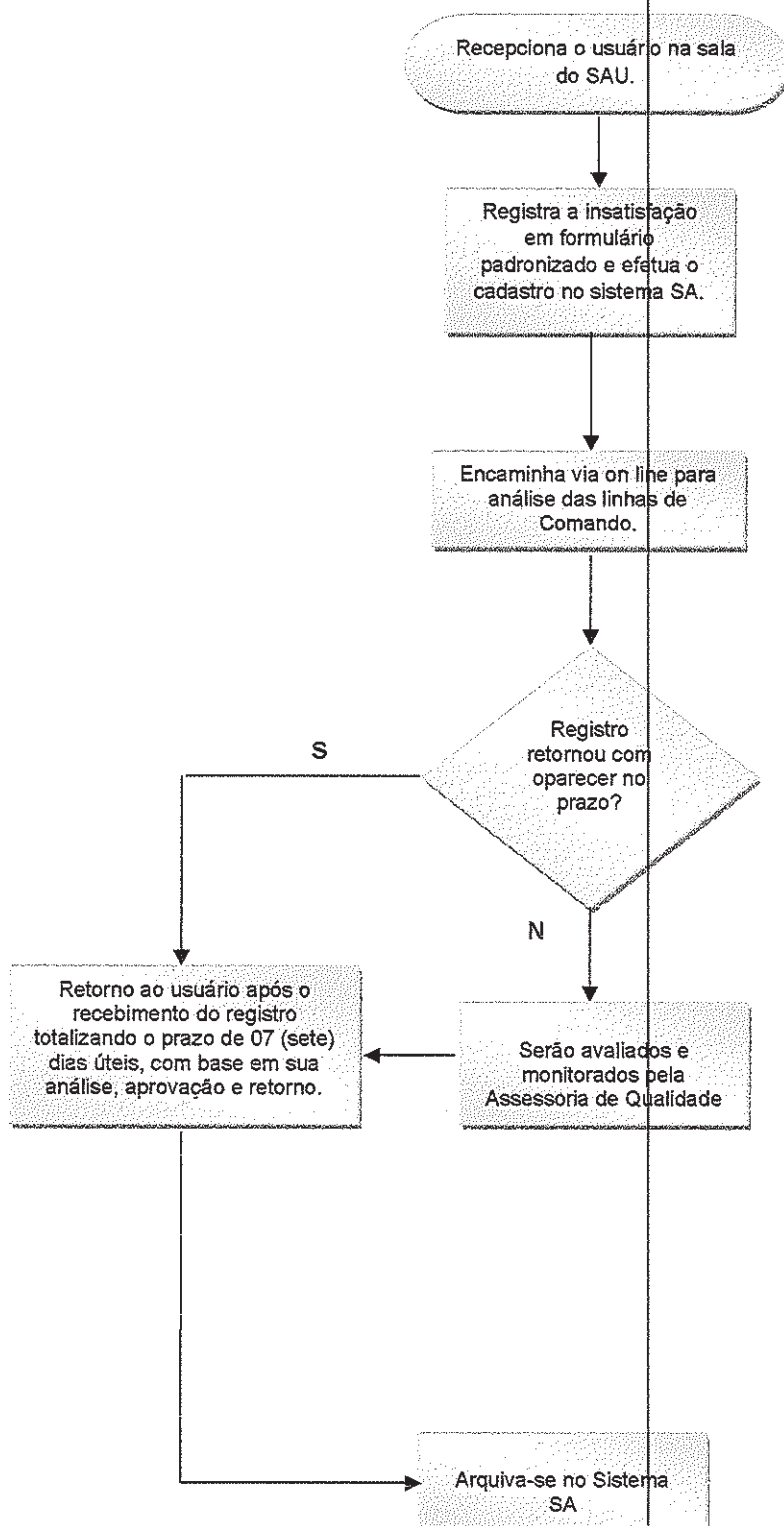 Recepciona o usuário na sala
do SAU.
Registra a insatisfação
em formulário
padronizado e efetua o
cadastro no sistema SA.
Encaminha via on line para
análise das linhas de
Comando.
Registro
retornou com
oparecer no
prazo?
S
N
Retorno ao usuário após o
recebimento do registro
totalizando o prazo de 07 (sete)
dias úteis, com base em sua
análise, aprovação e retorno.
Serão avaliados e
monitorados pela
Assessoria de Qualidade
Arquiva-se no Sistema
SA